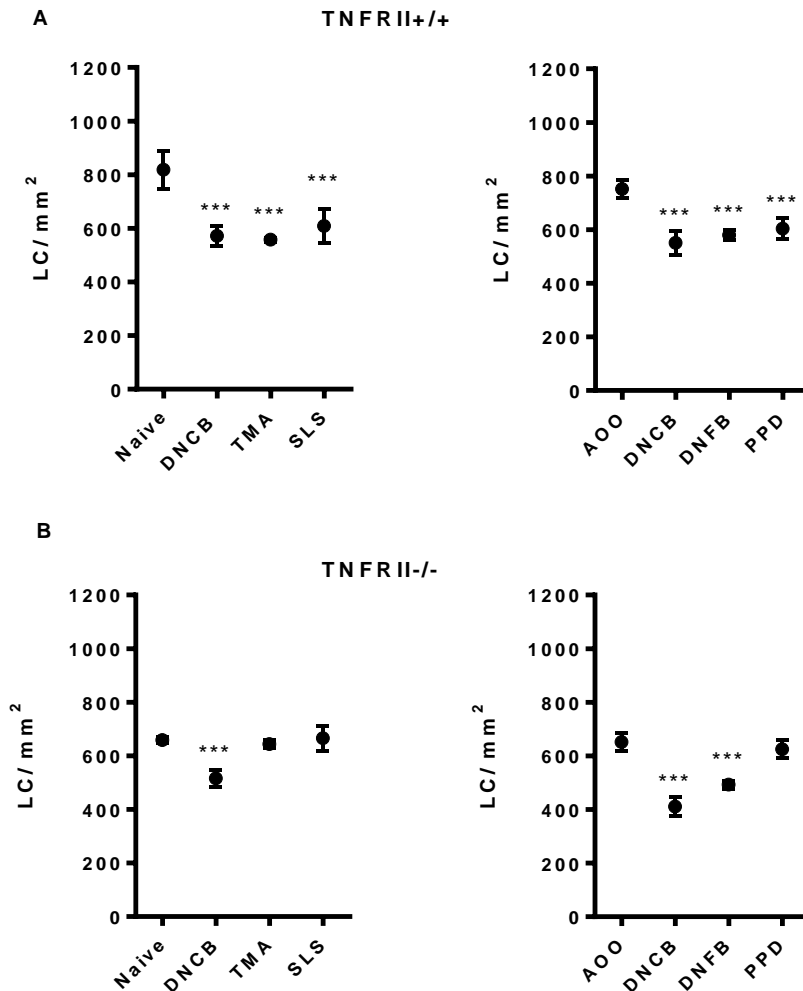 A
TNFRII+/+
1200
1000
800
600
400
200
0
LC/mm²
***
***
***
Naive
DNCB
TMA
SLS
1200
1000
800
600
400
200
0
LC/mm²
***
***
***
AOO
DNCB
DNFB
PPD
B
TNFRII-/-
1200
1000
800
600
400
200
0
LC/mm²
***
Naive
DNCB
TMA
SLS
1200
1000
800
600
400
200
0
LC/mm²
***
***
AOO
DNCB
DNFB
PPD